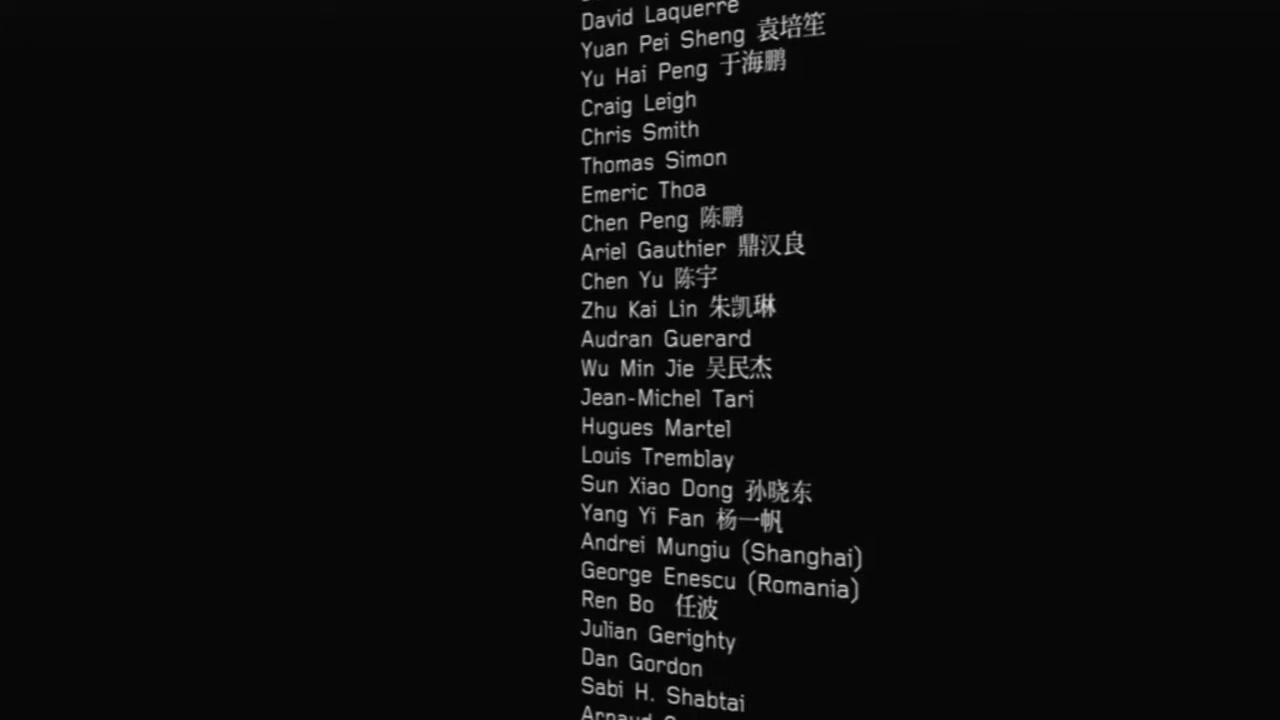 David Laquerre
Yuan Pei Sheng 袁培笙
Yu Hai Peng 于海鹏
Craig Leigh
Chris Smith
Thomas Simon
Emeric Thoa
Chen Peng 陈鹏
Ariel Gauthier 鼎汉良
Chen Yu 陈宇
Zhu Kai Lin 朱凯琳
Audran Guerard
Wu Min Jie 吴民杰
Jean-Michel Tari
Hugues Martel
Louis Tremblay
Sun Xiao Dong 孙晓东
Yang Yi Fan 杨一帆
Andrei Mungiu (Shanghai)
George Enescu (Romania)
Ren Bo 任波
Julian Gerighty
Dan Gordon
Sabi H. Shabtai
Arnaud